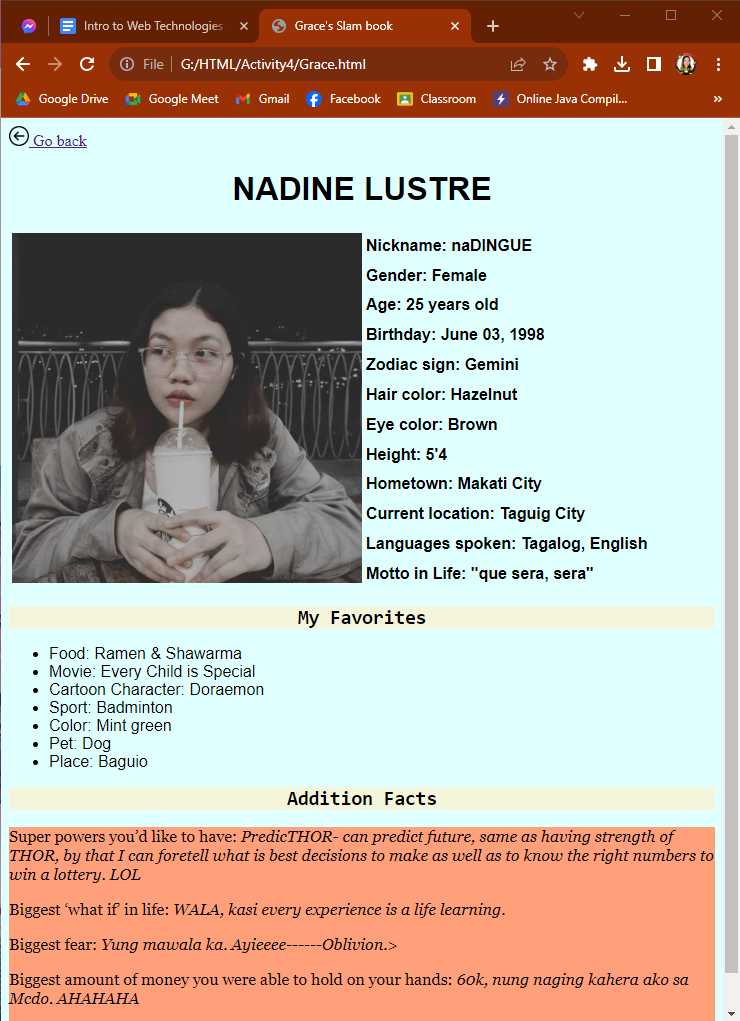 Intro to Web Technologies
Grace's Slam book
File
G:/HTML/Activity4/Grace.html
Google Drive
Google Meet
Gmail
Facebook
Classroom
Online Java Compil...
»
Go back
NADINE LUSTRE
Nickname: naDINGUE
Gender: Female
Age: 25 years old
Birthday: June 03, 1998
Zodiac sign: Gemini
Hair color: Hazelnut
Eye color: Brown
Height: 5'4
Hometown: Makati City
Current location: Taguig City
Languages spoken: Tagalog, English
Motto in Life: "que sera, sera"
My Favorites
• Food: Ramen & Shawarma
• Movie: Every Child is Special
• Cartoon Character: Doraemon
• Sport: Badminton
• Color: Mint green
• Pet: Dog
• Place: Baguio
Addition Facts
Super powers you’d like to have: PredicTHOR- can predict future, same as having strength of
THOR, by that I can foretell what is best decisions to make as well as to know the right numbers to
win a lottery. LOL
Biggest ‘what if’ in life: WALA, kasi every experience is a life learning.
Biggest fear: Yung mawala ka. Ayieeee------Oblivion.>
Biggest amount of money you were able to hold on your hands: 60k, nung naging kahera ako sa
Mcdo. AHAHAHA